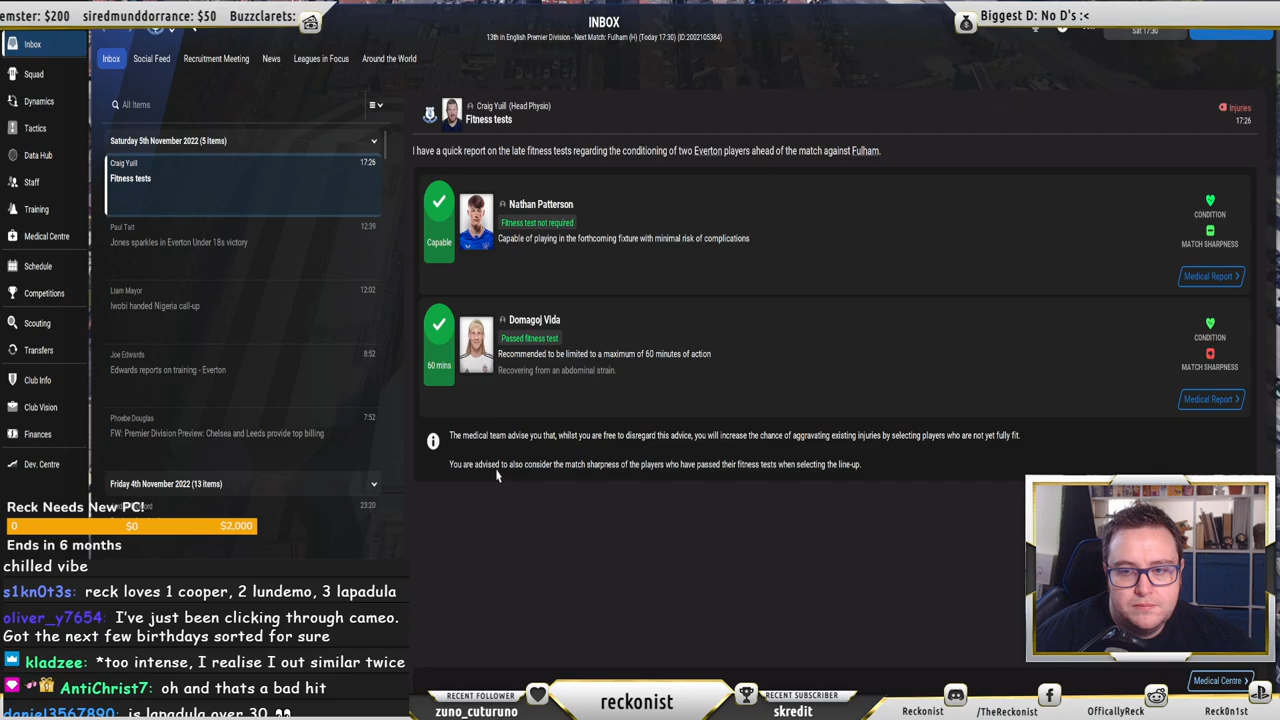 emster: $200 siredmunddorrance: $50 Buzzclarets:
INBOX
Biggest D: No D's :<
13th in English Premier Division - Next Match: Fulham (H) (Today 17:30) (ID:2002105384)
Sat 17:30
Inbox
Squad
Dynamics
Tactics
Data Hub
Staff
Training
Medical Centre
Schedule
Competitions
Scouting
Transfers
Club Info
Club Vision
Finances
Dev. Centre
Inbox Social Feed Recruitment Meeting News Leagues in Focus Around the World
All Items
Saturday 5th November 2022 (5 items)
Craig Yuill 17:26
Fitness tests
Paul Tait 12:39
Jones sparkles in Everton Under 18s victory
Liam Mayor 12:02
Iwobi handed Nigeria call-up
Joe Edwards 8:52
Edwards reports on training - Everton
Phoebe Douglas 7:52
FW: Premier Division Preview: Chelsea and Leeds provide top billing
Friday 4th November 2022 (13 items)
23:20
Craig Yuill (Head Physio)
Fitness tests
Injuries
17:26
I have a quick report on the late fitness tests regarding the conditioning of two Everton players ahead of the match against Fulham.
Capable
Nathan Patterson
Fitness test not required
Capable of playing in the forthcoming fixture with minimal risk of complications
CONDITION
MATCH SHARPNESS
Medical Report
60 mins
Domagoj Vida
Passed fitness test
Recommended to be limited to a maximum of 60 minutes of action
Recovering from an abdominal strain.
CONDITION
MATCH SHARPNESS
Medical Report
The medical team advise you that, whilst you are free to disregard this advice, you will increase the chance of aggravating existing injuries by selecting players who are not yet fully fit.
You are advised to also consider the match sharpness of the players who have passed their fitness tests when selecting the line-up.
Medical Centre
Reck Needs New PC!
0 $0 $2,000
Ends in 6 months
chilled vibe
s1kn0t3s: reck loves 1 cooper, 2 lundemo, 3 lapadula
oliver_y7654: I've just been clicking through cameo.
Got the next few birthdays sorted for sure
kladzee: *too intense, I realise I out similar twice
AntiChrist7: oh and thats a bad hit
daniel3567890: is lapadula over 30
RECENT FOLLOWER
zuno_cuturuno
reckonist
RECENT SUBSCRIBER
skredit
Reckonist
/TheReckonist
OfficallyReck
Reck0n1st